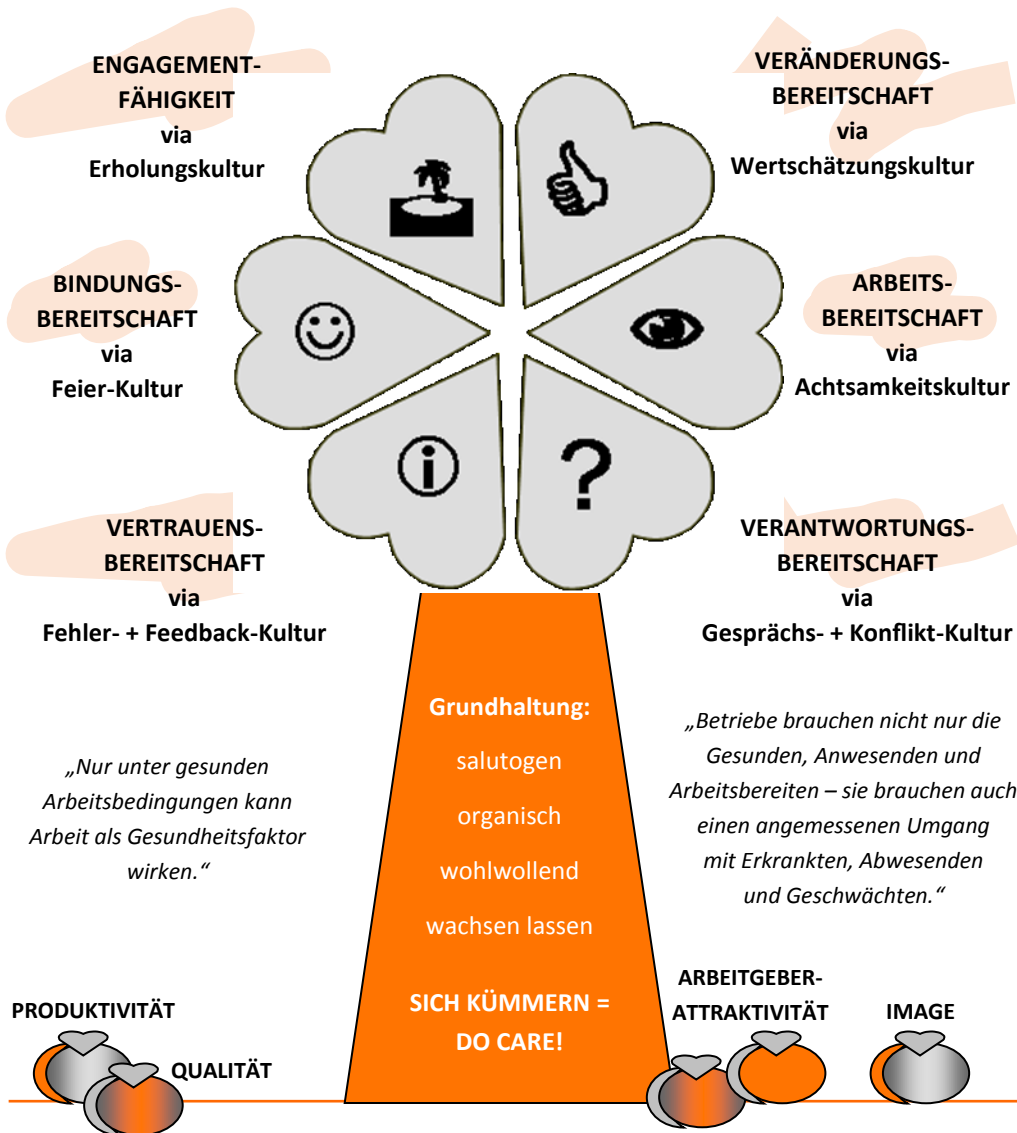 ENGAGEMENT-
FÄHIGKEIT
via
Erholungskultur
VERÄNDERUNGS-
BEREITSCHAFT
via
Wertschätzungskultur
BINDUNGS-
BEREITSCHAFT
via
Feier-Kultur
ARBEITS-
BEREITSCHAFT
via
Achtsamkeitskultur
VERTRAUENS-
BEREITSCHAFT
via
Fehler- + Feedback-Kultur
VERANTWORTUNGS-
BEREITSCHAFT
via
Gesprächs- + Konflikt-Kultur
„Nur unter gesunden
Arbeitsbedingungen kann
Arbeit als Gesundheitsfaktor
wirken.“
Grundhaltung:
salutogen
organisch
wohlwollend
wachsen lassen
SICH KÜMMERN =
DO CARE!
„Betriebe brauchen nicht nur die
Gesunden, Anwesenden und
Arbeitsbereiten – sie brauchen auch
einen angemessenen Umgang
mit Erkrankten, Abwesenden
und Geschwächten.“
PRODUKTIVITÄT
QUALITÄT
ARBEITGEBER-
ATTRAKTIVITÄT
IMAGE